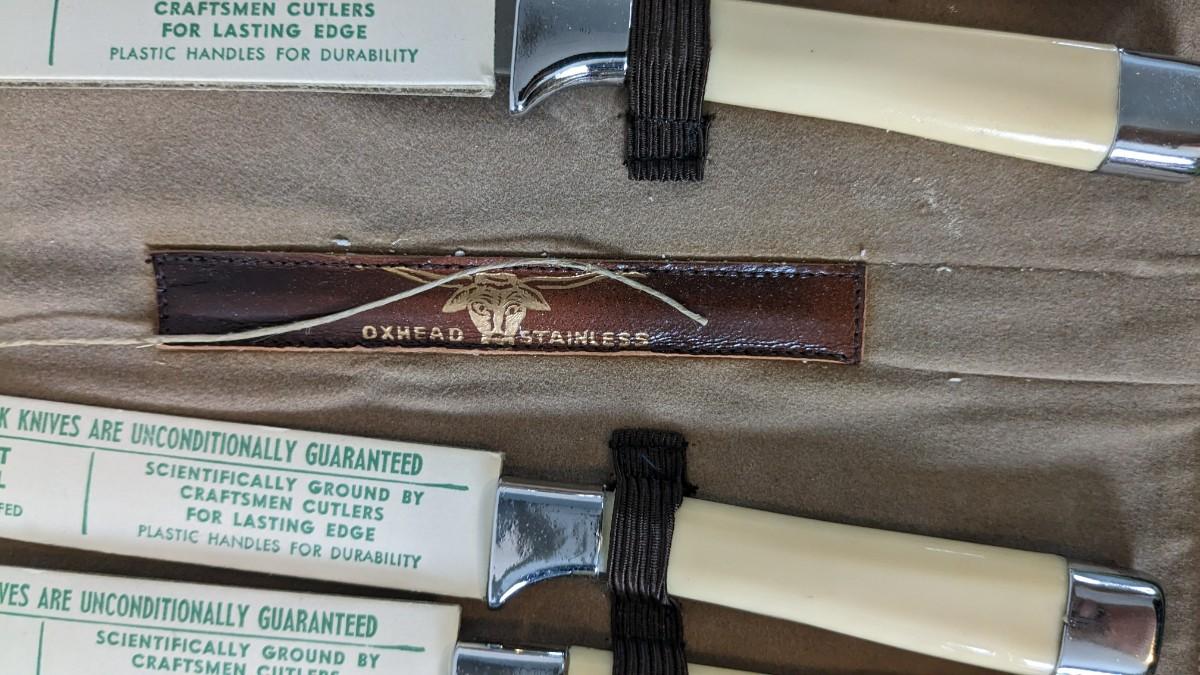 CRAFTSMEN CUTLERS
FOR LASTING EDGE
PLASTIC HANDLES FOR DURABILITY
OXHEAD STAINLESS
KNIVES ARE UNCONDITIONALLY GUARANTEED
SCIENTIFICALLY GROUND BY
CRAFTSMEN CUTLERS
FOR LASTING EDGE
PLASTIC HANDLES FOR DURABILITY
ARE UNCONDITIONALLY GUARANTEED
SCIENTIFICALLY GROUND BY
CRAFTSMEN CUTLERS